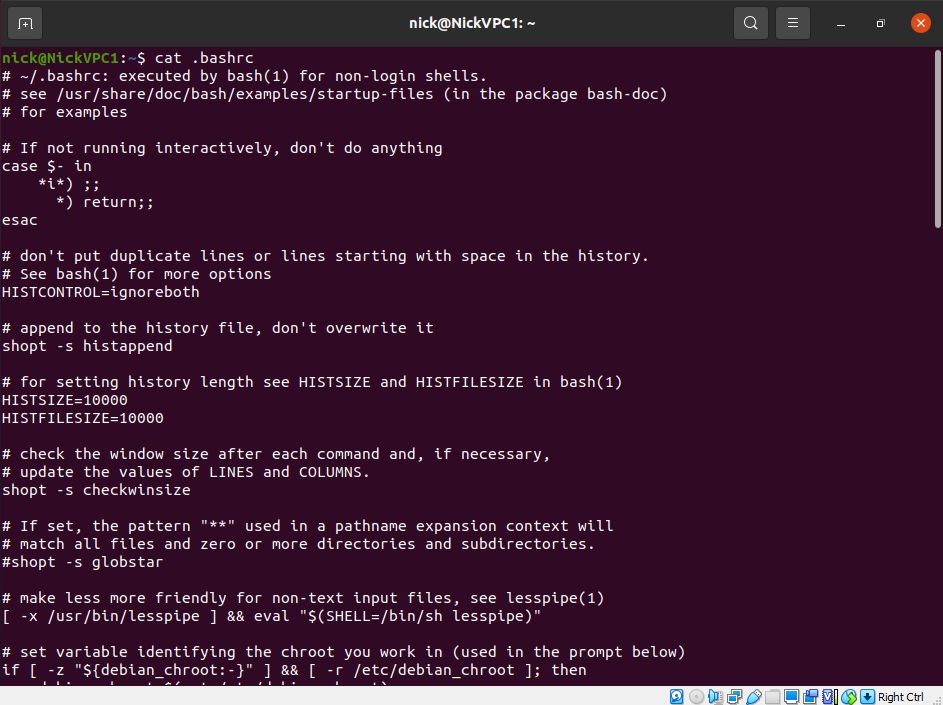 nick@NickVPC1: ~
nick@NickVPC1:~$ cat .bashrc
# ~/.bashrc: executed by bash(1) for non-login shells.
# see /usr/share/doc/bash/examples/startup-files (in the package bash-doc)
# for examples

# If not running interactively, don't do anything
case $- in
    *i*) ;;
      *) return;;
esac

# don't put duplicate lines or lines starting with space in the history.
# See bash(1) for more options
HISTCONTROL=ignoreboth

# append to the history file, don't overwrite it
shopt -s histappend

# for setting history length see HISTSIZE and HISTFILESIZE in bash(1)
HISTSIZE=10000
HISTFILESIZE=10000

# check the window size after each command and, if necessary,
# update the values of LINES and COLUMNS.
shopt -s checkwinsize

# If set, the pattern "**" used in a pathname expansion context will
# match all files and zero or more directories and subdirectories.
#shopt -s globstar

# make less more friendly for non-text input files, see lesspipe(1)
[ -x /usr/bin/lesspipe ] && eval "$(SHELL=/bin/sh lesspipe)"

# set variable identifying the chroot you work in (used in the prompt below)
if [ -z "${debian_chroot:-}" ] && [ -r /etc/debian_chroot ]; then
Right Ctrl